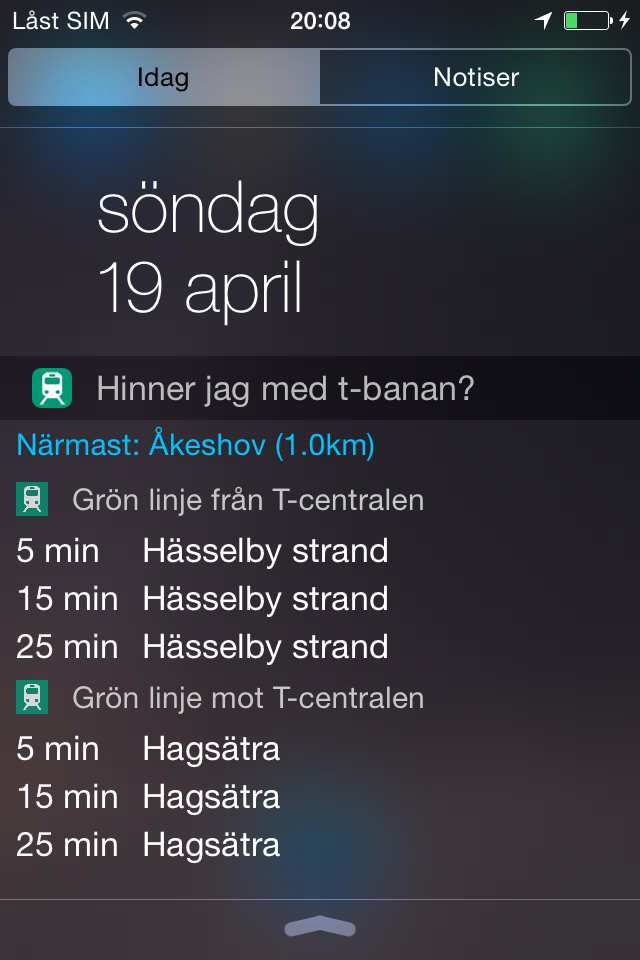 Låst SIM 20:08
Idag Notiser
söndag
19 april
Hinner jag med t-banan?
Närmast: Åkeshov (1.0km)
Grön linje från T-centralen
5 min Hässelby strand
15 min Hässelby strand
25 min Hässelby strand
Grön linje mot T-centralen
5 min Hagsätra
15 min Hagsätra
25 min Hagsätra